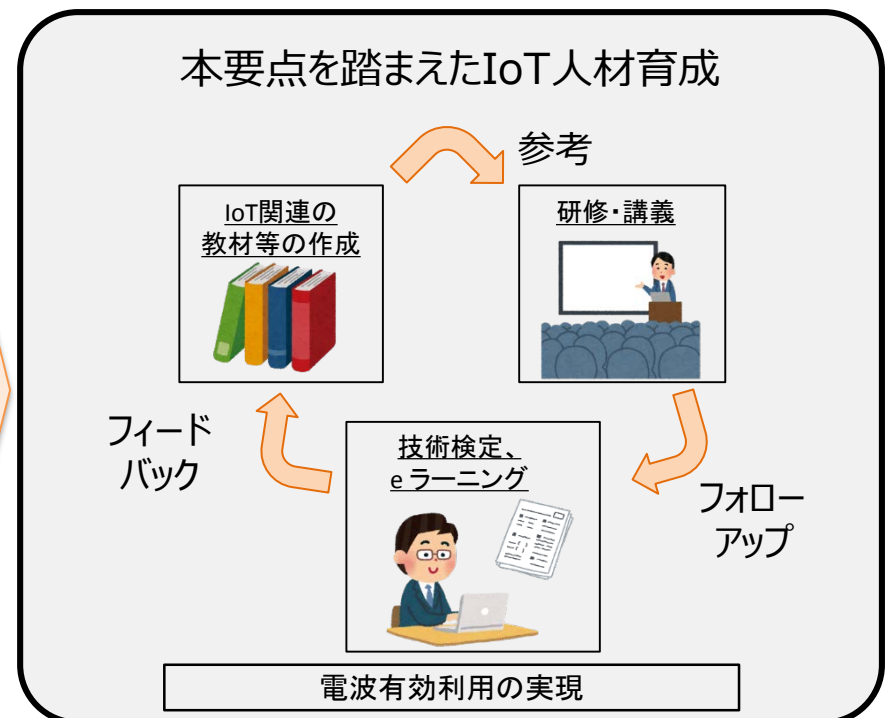 本要点を踏まえたIoT人材育成
参考
IoT関連の
教材等の作成
研修・講義
フィード
バック
技術検定、
e ラーニング
フォロー
アップ
電波有効利用の実現